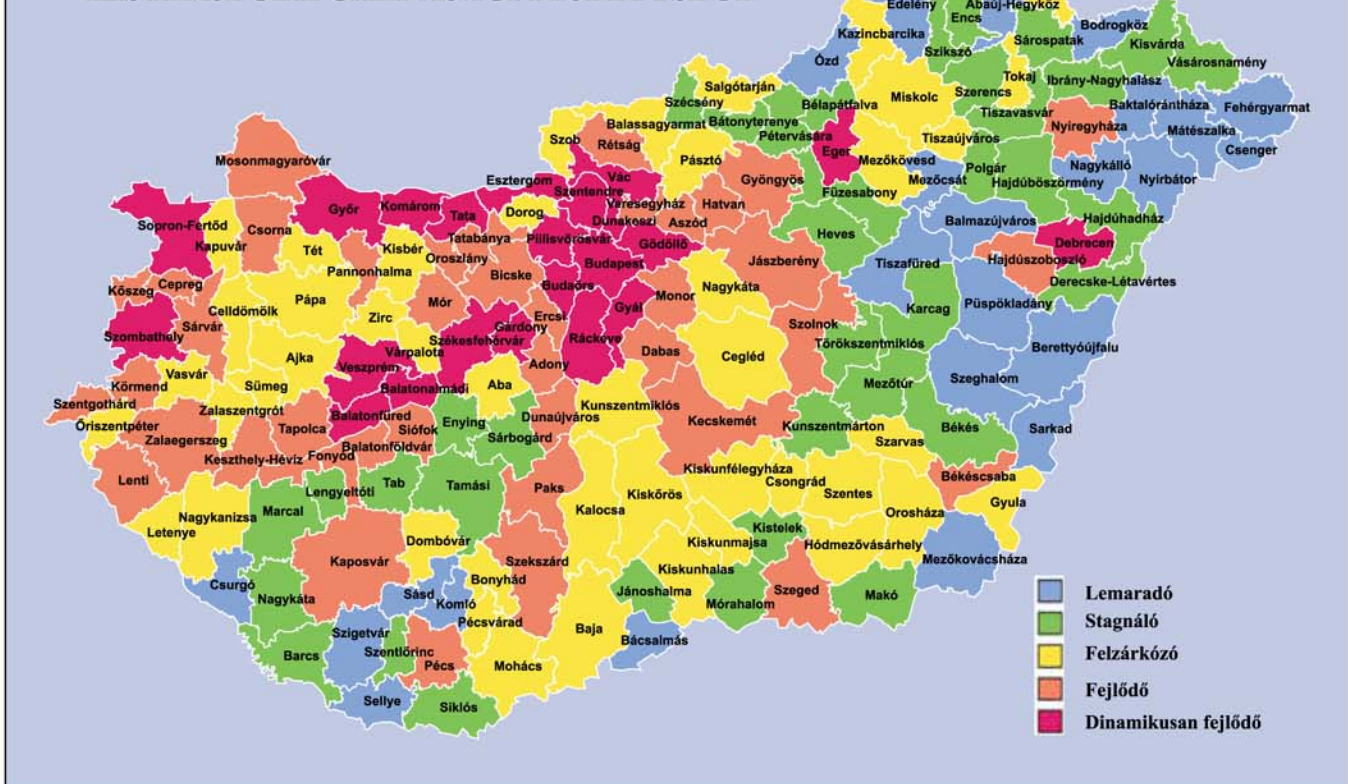 Edelény
Abaúj-Hegyköz
Encs
Bodrogköz
Kazincbarcika
Sárospatak
Kisvárda
Szikszó
Ózd
Vásárosnamény
Tokaj
Ibrány-Nagyhalász
Salgótarján
Szerencs
Miskolc
Szécsény
Bélapátfalva
Baktalórántháza
Fehérgyarmat
Tiszavasvár
Balassagyarmat
Bátonyterenye
Nyíregyháza
Mátészalka
Pétervására
Tiszaújváros
Szob
Rétság
Eger
Csenger
Pásztó
Mezőkövesd
Mosonmagyaróvár
Polgár
Nagykálló
Vác
Gyöngyös
Mezőcsát
Nyírbátor
Esztergom
Hajdúböszörmény
Szentendre
Füzesabony
Veresegyház
Hatvan
Győr
Komárom
Tata
Dorog
Dunakeszi
Aszód
Balmazújváros
Hajdúhadház
Sopron-Fertőd
Csorna
Heves
Tatabánya
Pilisvörösvár
Gödöllő
Debrecen
Kapuvár
Tét
Kisbér
Oroszlány
Hajdúszoboszló
Budapest
Jászberény
Tiszafüred
Pannonhalma
Bicske
Derecske-Létavértes
Kőszeg
Cepreg
Budaörs
Nagykáta
Pápa
Mór
Monor
Püspökladány
Celldömölk
Gyál
Karcag
Zirc
Ercsi
Sárvár
Gárdony
Szolnok
Szombathely
Székesfehérvár
Ráckeve
Törökszentmiklós
Várpalota
Dabas
Berettyóújfalu
Ajka
Cegléd
Veszprém
Adony
Vasvár
Szeghalom
Körmend
Sümeg
Balatonalmádi
Aba
Mezőtúr
Szentgothárd
Zalaszentgrót
Kunszentmiklós
Balatonfüred
Dunaújváros
Őriszentpéter
Tapolca
Siófok
Enying
Kecskemét
Kunszentmárton
Békés
Sarkad
Zalaegerszeg
Sárbogárd
Szarvas
Balatonföldvár
Keszthely-Hévíz
Fonyód
Kiskunfélegyháza
Lenti
Békéscsaba
Csongrád
Tab
Tamási
Paks
Lengyeltóti
Kiskőrös
Szentes
Gyula
Marcal
Kalocsa
Orosháza
Nagykanizsa
Kistelek
Letenye
Dombóvár
Kiskunmajsa
Hódmezővásárhely
Kaposvár
Szekszárd
Mezőkovácsháza
Kiskunhalas
Csurgó
Bonyhád
Jánoshalma
Szeged
Makó
Sásd
Nagykáta
Komló
Mórahalom
Pécsvárad
Baja
Szigetvár
Bácsalmás
Szentlőrinc
Barcs
Pécs
Mohács
Sellye
Siklós
Lemaradó
Stagnáló
Felzárkózó
Fejlődő
Dinamikusan fejlődő